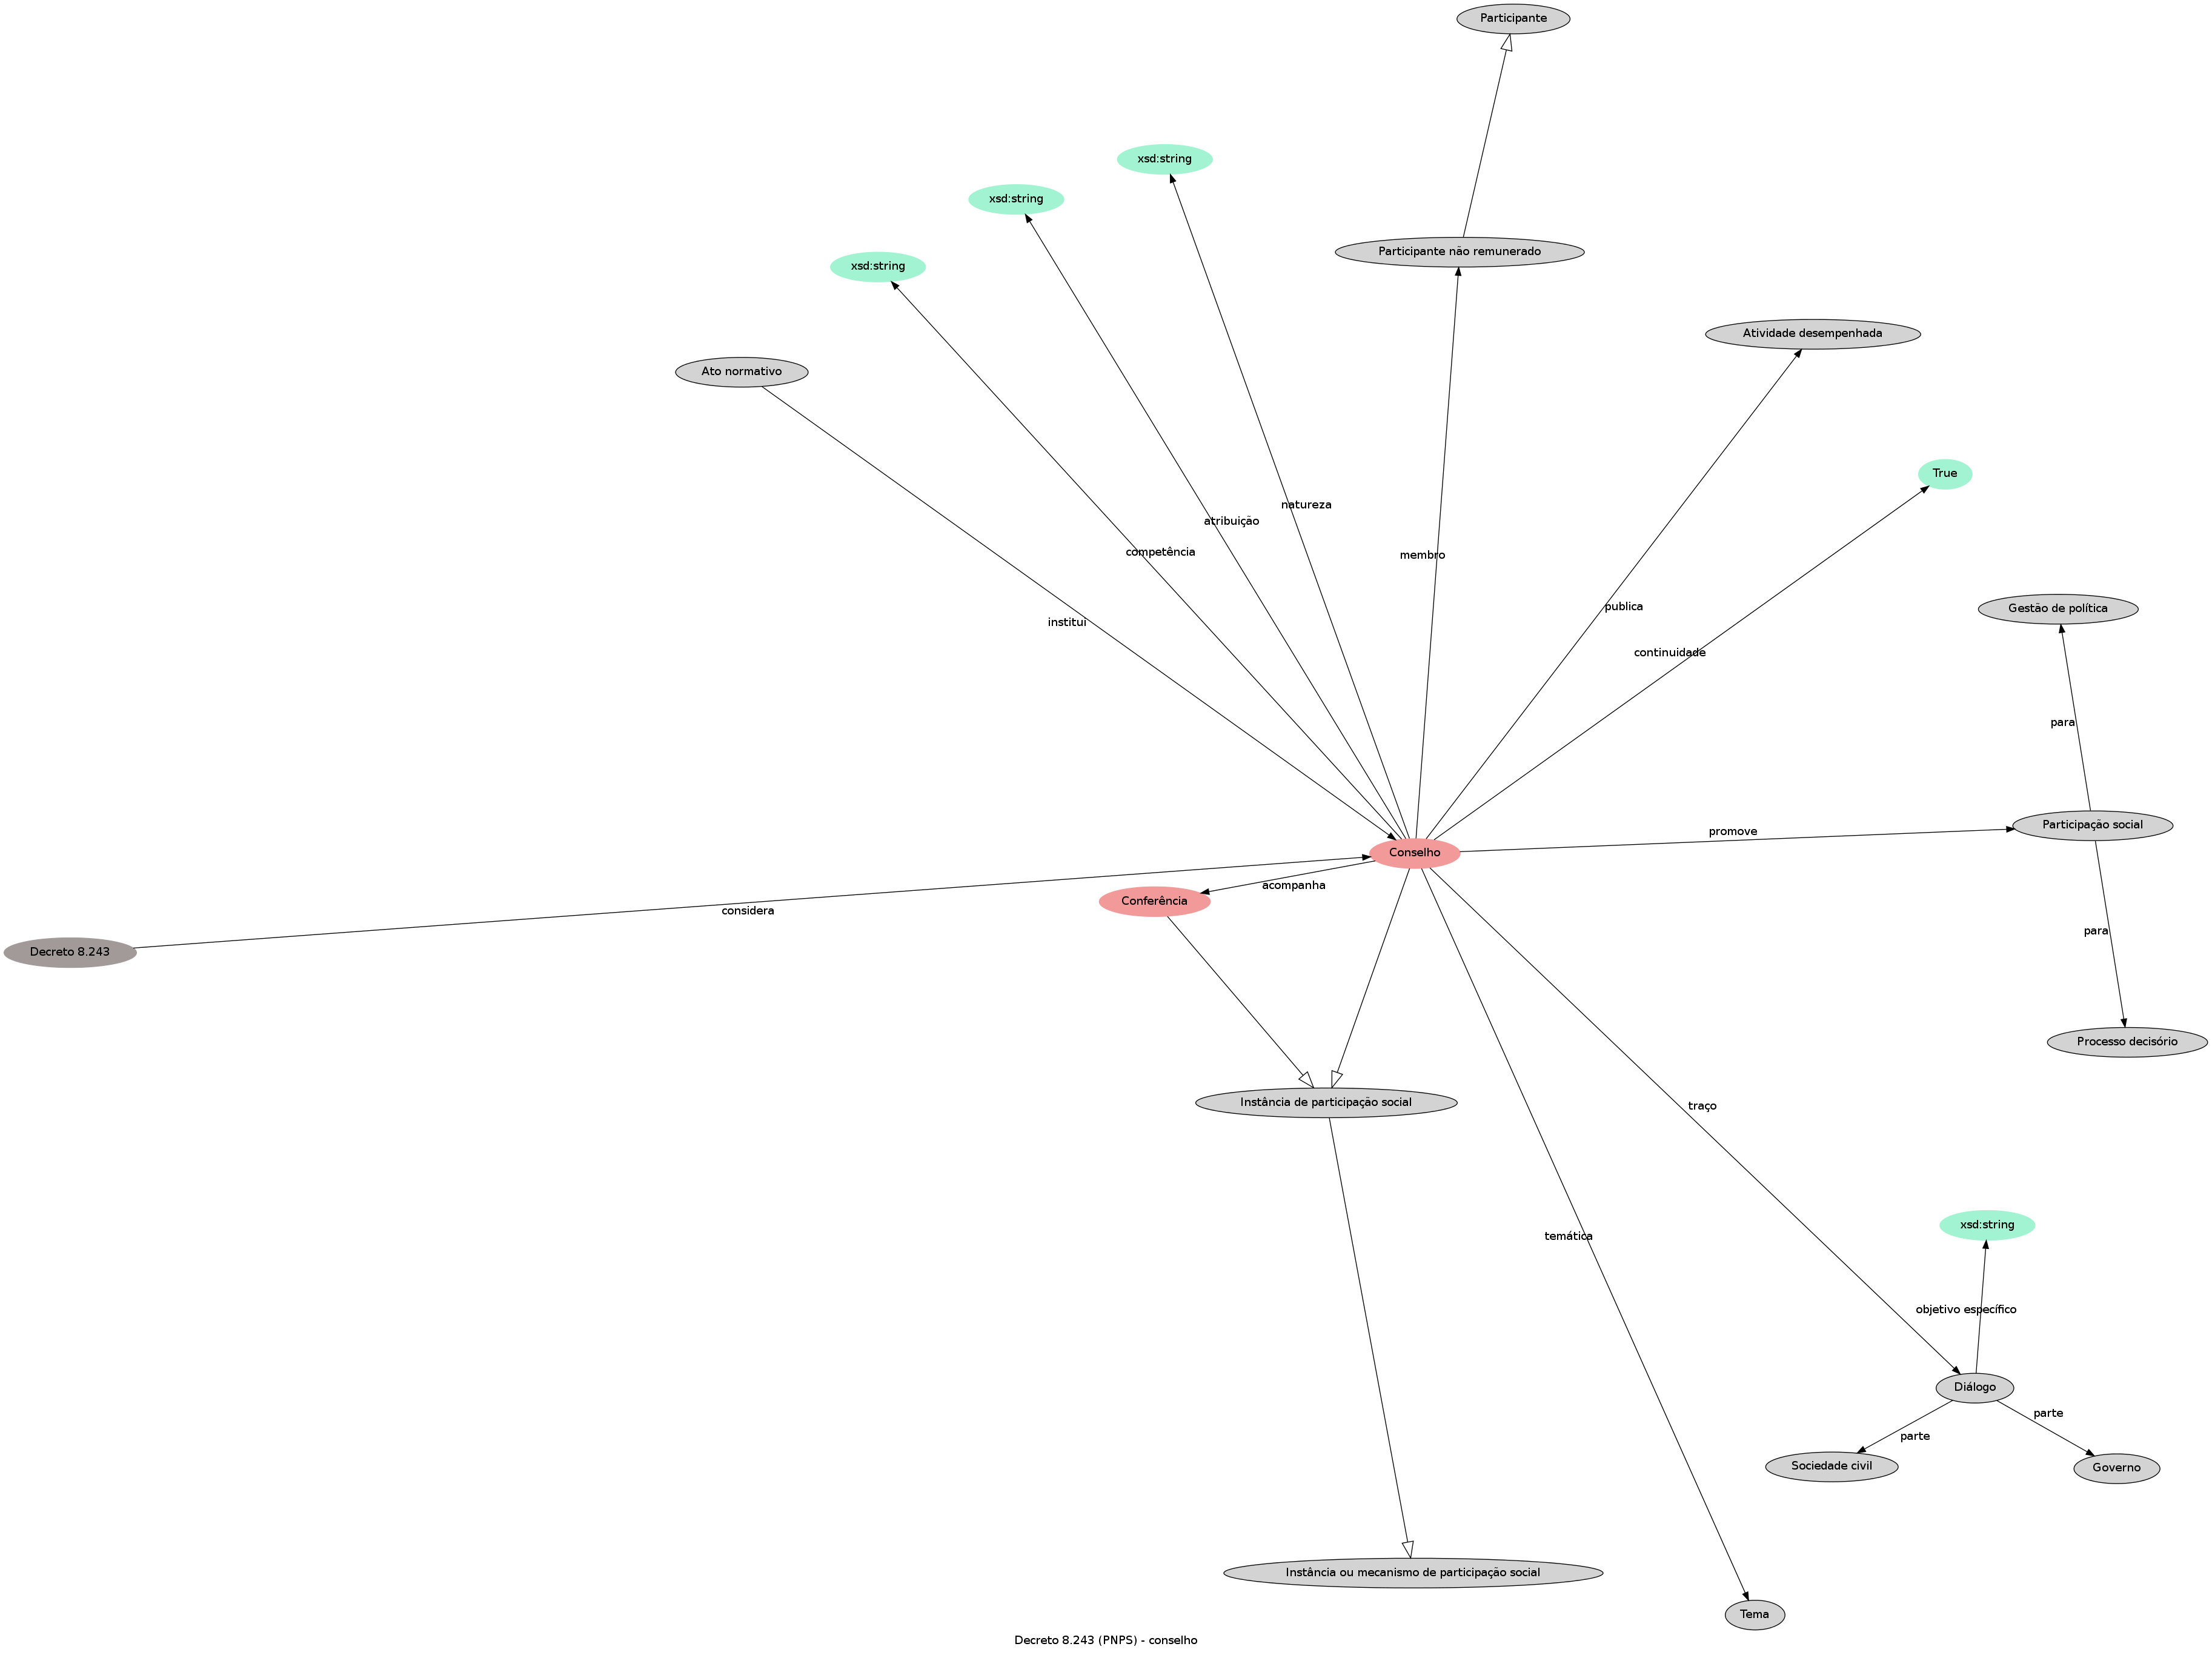 Participante
xsd:string
xsd:string
Participante não remunerado
xsd:string
Atividade desempenhada
Ato normativo
True
natureza
atribuição
competência
membro
publica
Gestão de política
institui
continuidade
para
Participação social
promove
Conselho
acompanha
Conferência
considera
para
Decreto 8.243
Processo decisório
Instância de participação social
traço
xsd:string
temática
objetivo específico
Diálogo
parte
parte
Sociedade civil
Governo
Instância ou mecanismo de participação social
Tema
Decreto 8.243 (PNPS) - conselho